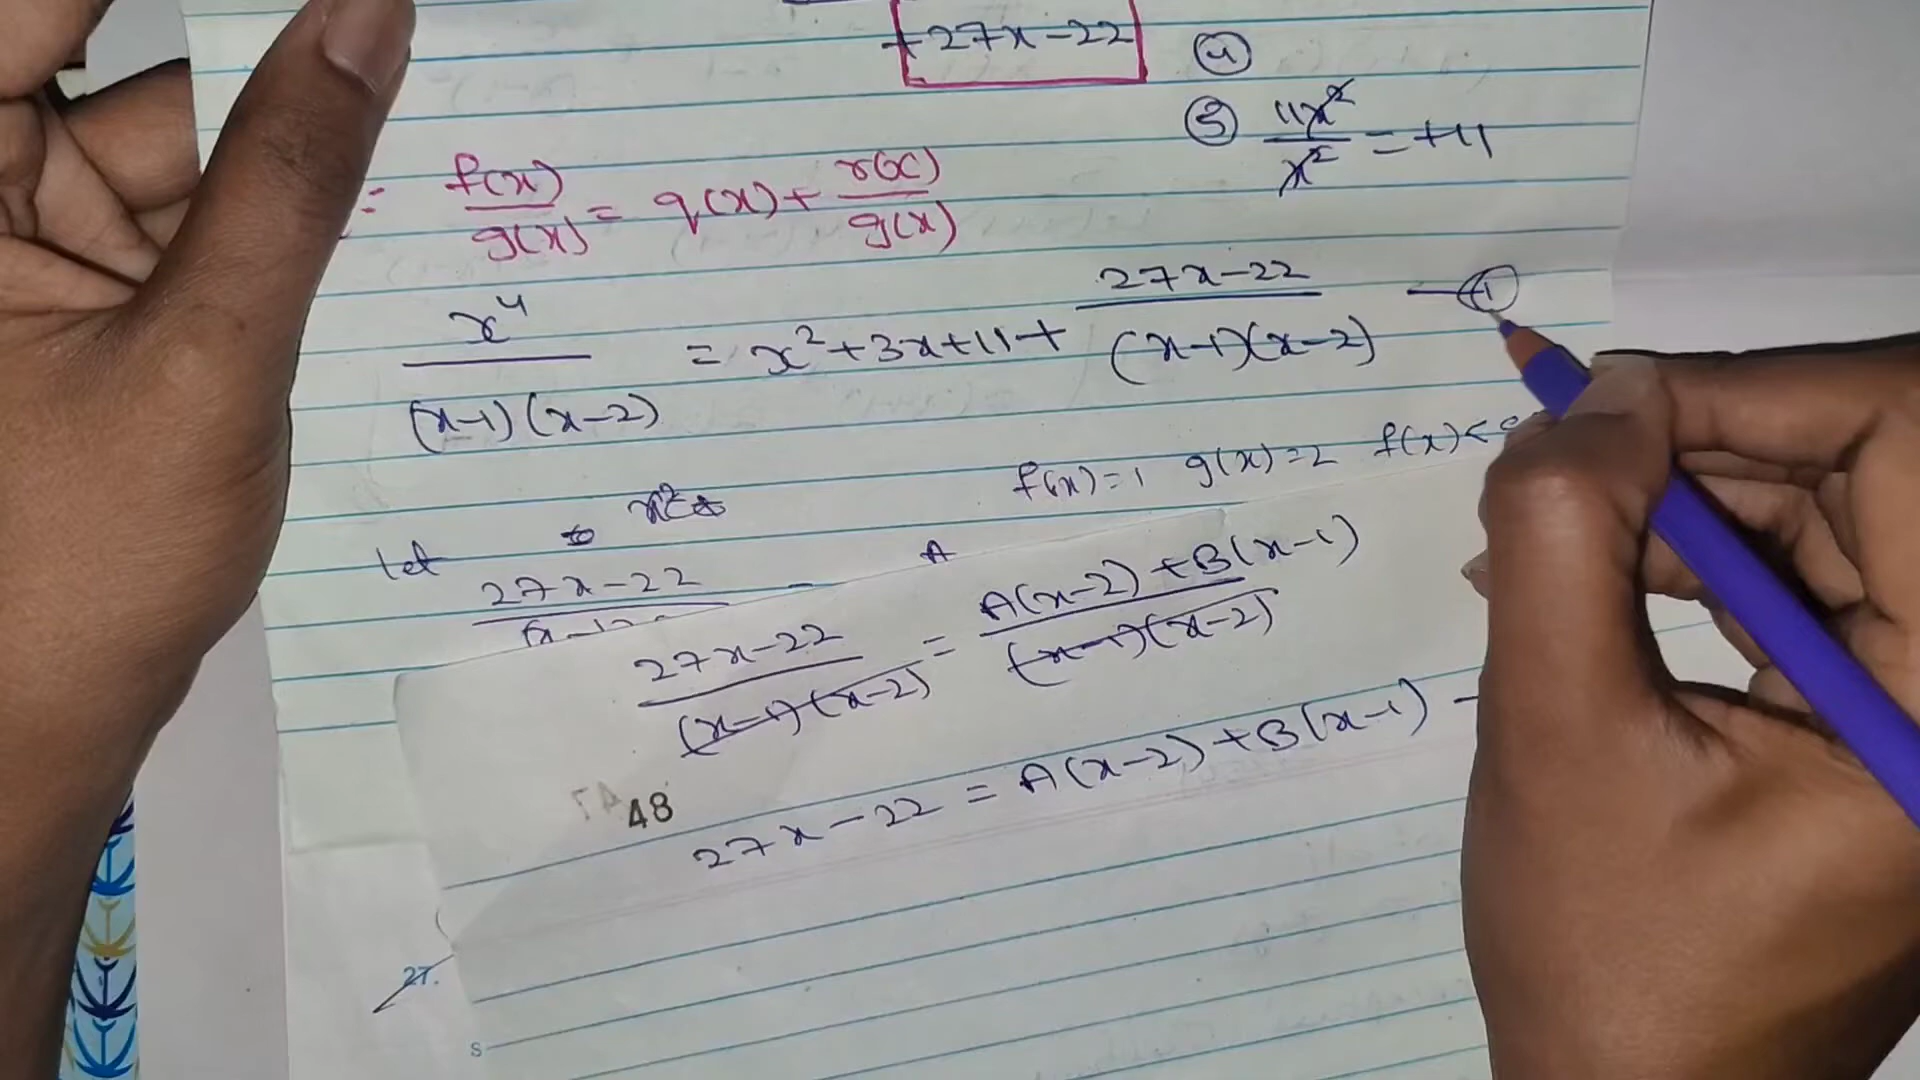 +27x-22
④
⑤ 11x²/x² = +11
f(x)/g(x) = q(x) + r(x)/g(x)
x⁴/(x-1)(x-2) = x²+3x+11+ 27x-22/(x-1)(x-2) — ①
f(x)=1 g(x)=2 f(x)<
x²
Let 27x-22 A
27x-22/(x-1)(x-2) = A(x-2)+B(x-1)/(x-1)(x-2)
27x-22 = A(x-2)+B(x-1) –
48
27.
S